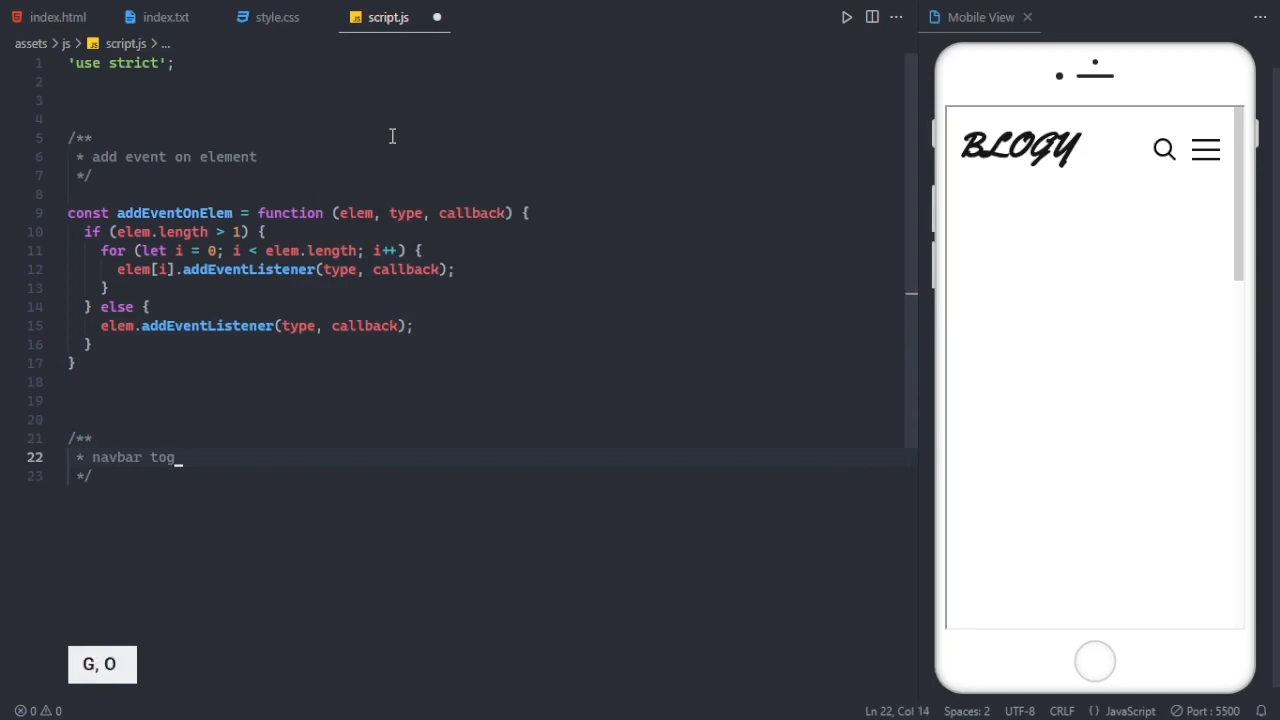 index.html index.txt style.css script.js Mobile View
assets js script.js ...
1 'use strict';
2
3
4
5 /**
6 * add event on element
7 */
8
9 const addEventOnElem = function (elem, type, callback) {
10 if (elem.length > 1) {
11 for (let i = 0; i < elem.length; i++) {
12 elem[i].addEventListener(type, callback);
13 }
14 } else {
15 elem.addEventListener(type, callback);
16 }
17 }
18
19
20
21 /**
22 * navbar tog
23 */
BLOGY
G, O
0 0 Ln 22, Col 14 Spaces: 2 UTF-8 CRLF {} JavaScript Port : 5500